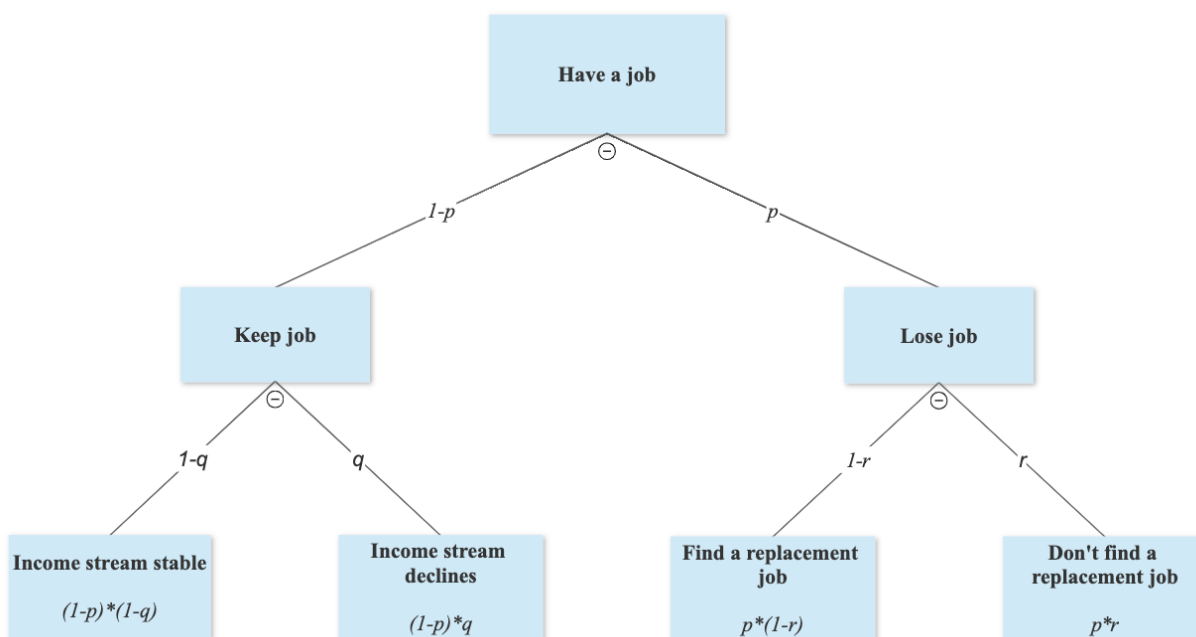 Have a job
1-p
p
Keep job
Lose job
1-q
q
1-r
r
Income stream stable
(1-p)*(1-q)
Income stream
declines
(1-p)*q
Find a replacement
job
p*(1-r)
Don't find a
replacement job
p*r